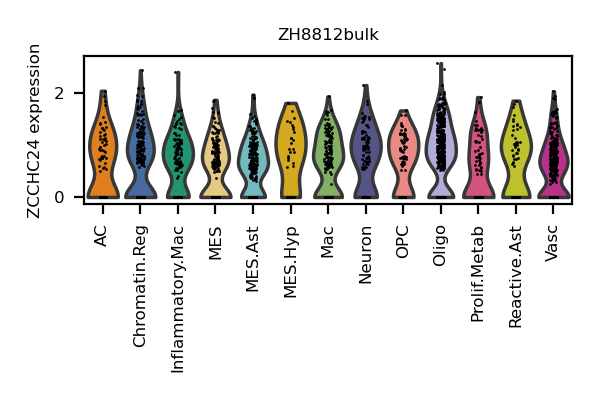 ZH8812bulk
ZCCHC24 expression
2
0
AC
Chromatin.Reg
Inflammatory.Mac
MES
MES.Ast
MES.Hyp
Mac
Neuron
OPC
Oligo
Prolif.Metab
Reactive.Ast
Vasc